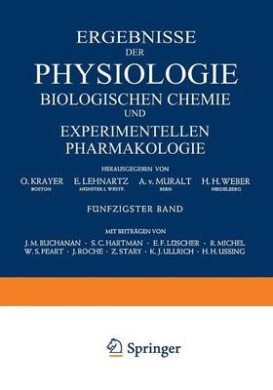 ERGEBNISSE
DER
PHYSIOLOGIE
BIOLOGISCHEN CHEMIE
UND
EXPERIMENTELLEN
PHARMAKOLOGIE
HERAUSGEGEBEN VON
O. KRAYER E. LEHNARTZ A. v. MURALT H. H. WEBER
BOSTON MÜNSTER I. WESTF. BERN HEIDELBERG
FÜNFZIGSTER BAND
MIT BEITRÄGEN VON
J. M. BUCHANAN · S. C. HARTMAN · E. F. LÜSCHER · R. MICHEL
W. S. PEART · J. ROCHE · Z. STARY · K. J. ULLRICH · H. H. USSING
Springer